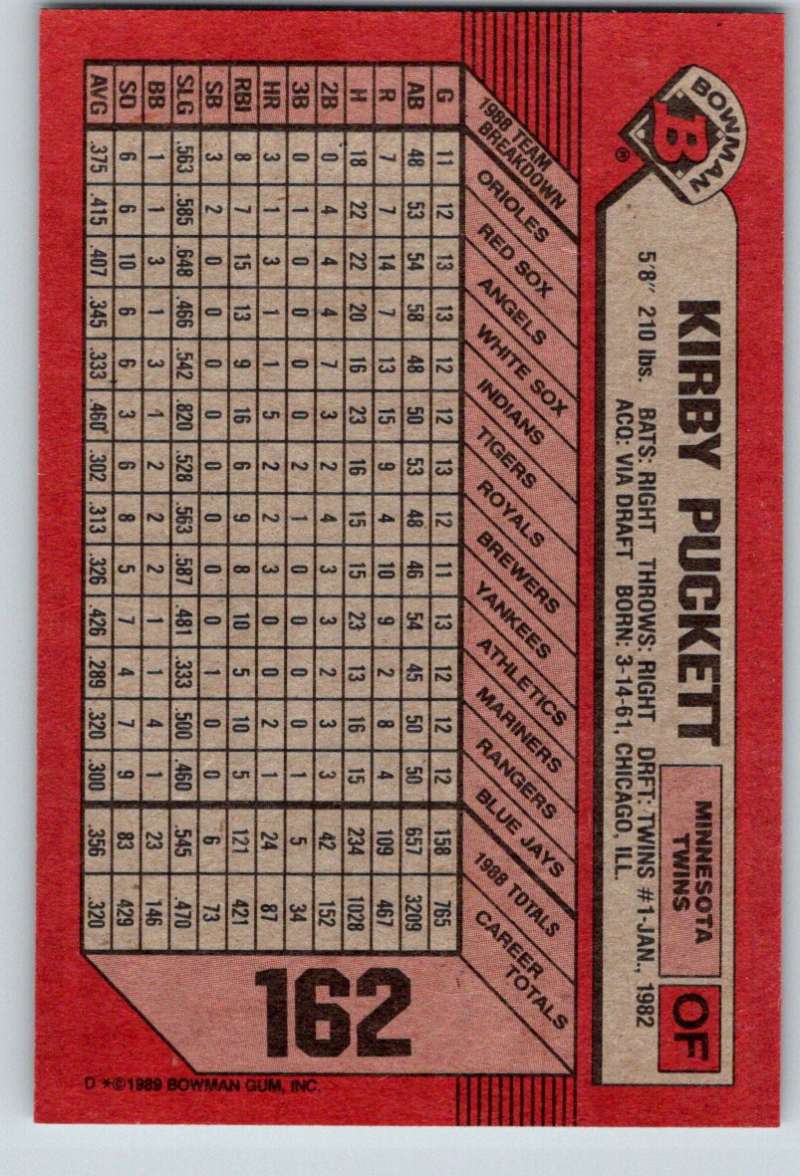 BOWMAN
B
®
KIRBY PUCKETT
MINNESOTA
TWINS
OF
5'8" 210 lbs. BATS: RIGHT THROWS: RIGHT DRFT: TWINS #1-JAN., 1982
ACQ: VIA DRAFT BORN: 3-14-61, CHICAGO, ILL.
1988 TEAM
BREAKDOWN
ORIOLES
RED SOX
ANGELS
WHITE SOX
INDIANS
TIGERS
ROYALS
BREWERS
YANKEES
ATHLETICS
MARINERS
RANGERS
BLUE JAYS
1988 TOTALS
CAREER
TOTALS
G 11 12 13 13 12 12 13 12 11 13 12 12 12 158 765
AB 48 53 54 58 48 50 53 48 46 54 45 50 50 657 3209
R 7 7 14 7 13 15 9 4 10 9 2 8 4 109 467
H 18 22 22 20 16 23 16 15 15 23 13 16 15 234 1028
2B 0 4 4 4 7 3 2 4 3 3 2 3 3 42 152
3B 0 1 0 0 0 0 2 1 0 0 0 0 1 5 34
HR 3 1 3 1 1 5 2 2 3 0 0 2 1 24 87
RBI 8 7 15 13 9 16 6 9 8 10 5 10 5 121 421
SB 3 2 0 0 0 0 0 0 0 0 1 0 0 6 73
SLG .563 .585 .648 .466 .542 .820 .528 .563 .587 .481 .333 .500 .460 .545 .470
BB 1 1 3 1 3 1 2 2 2 1 1 4 1 23 146
SO 6 6 10 6 6 3 6 8 5 7 4 7 9 83 429
AVG .375 .415 .407 .345 .333 .460 .302 .313 .326 .426 .289 .320 .300 .356 .320
162
D *©1989 BOWMAN GUM, INC.